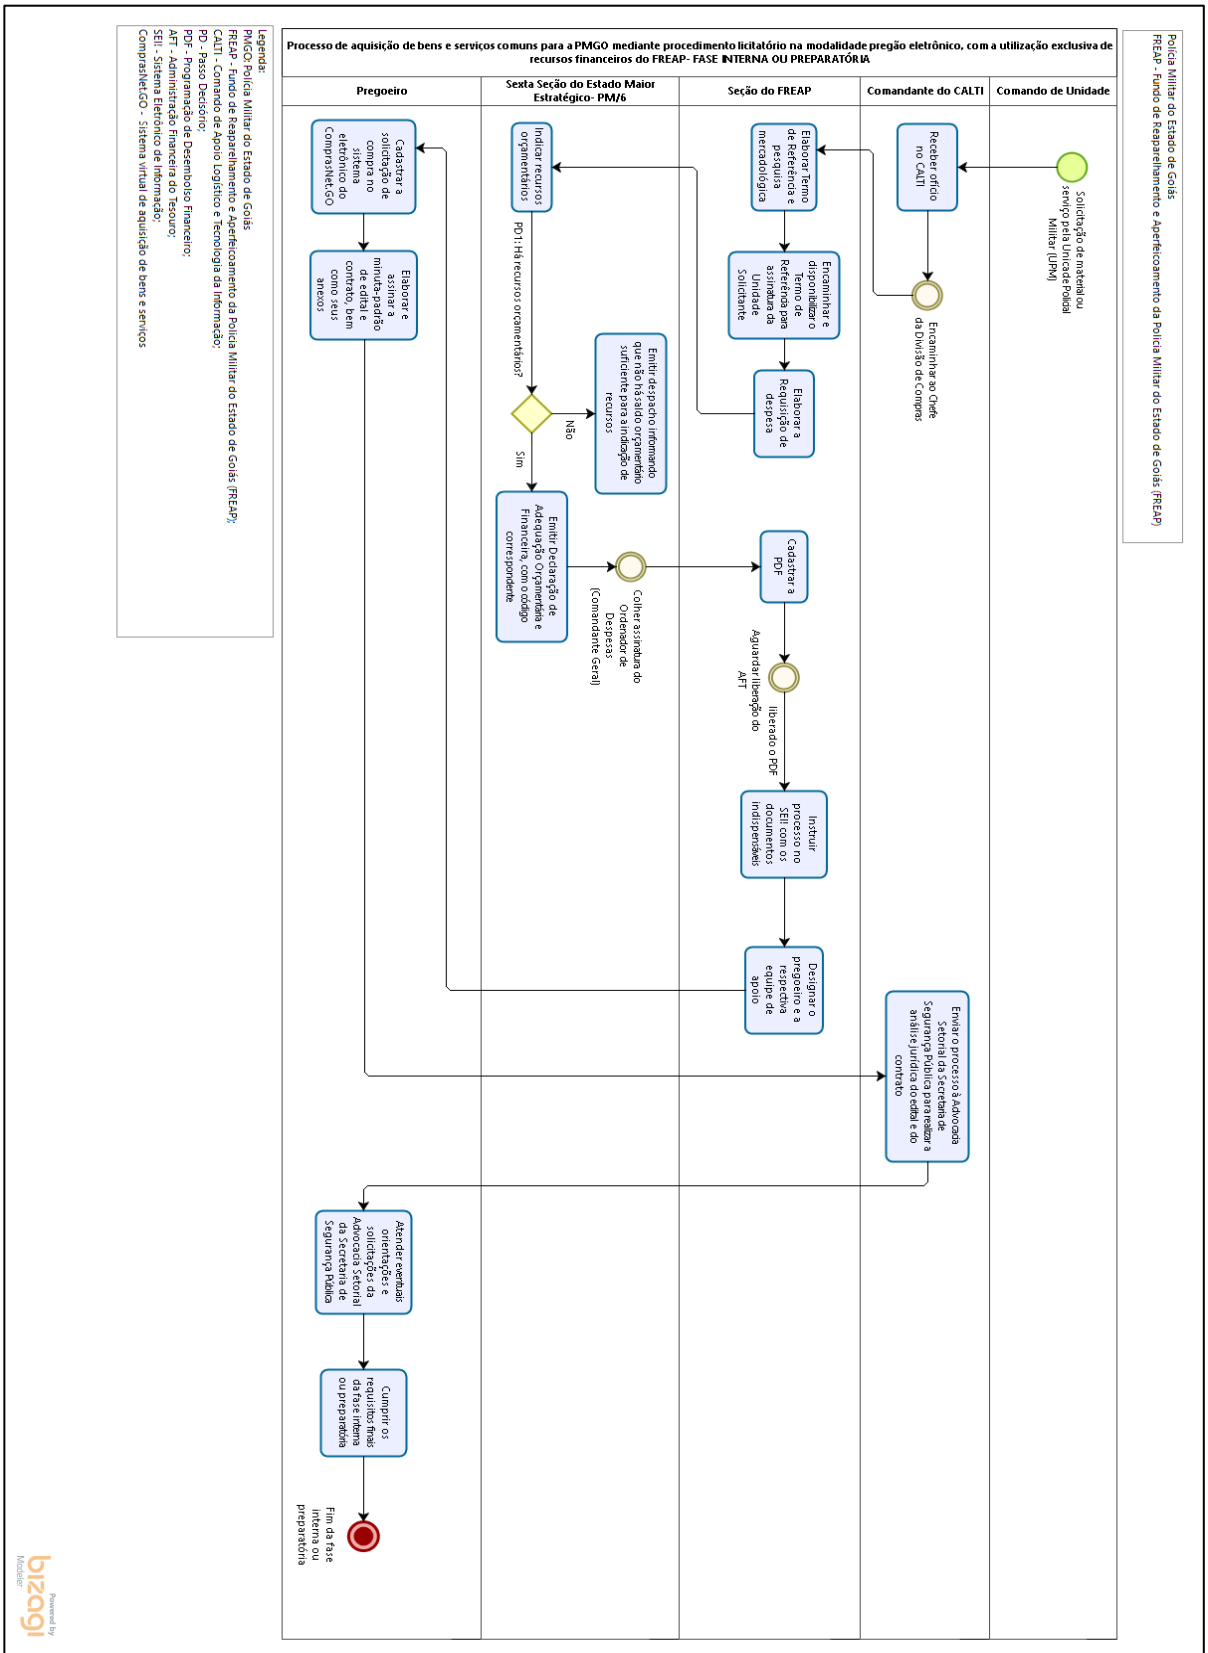 Polícia Militar do Estado de Goiás
FREAP - Fundo de Reaparelhamento e Aperfeicoamento da Policia Militar do Estado de Goiás (FREAP)
Processo de aquisição de bens e serviços comuns para a PMGO mediante procedimento licitatório na modalidade pregão eletrônico, com a utilização exclusiva de
recursos financeiros do FREAP- FASE INTERNA OU PREPARATÓRIA
Comando de Unidade
Solicitação de material ou
serviço pela Unicade Policial
Militar (UPM)
Comandante do CALTI
Receber ofício
no CALTI
Encaminhar ao Chefe
da Divisão de Compras
Enviar o processo à Advocada
Setorial da Secretaria de
Segurança Pública para realizar a
análise jurídica do edital e do
contrato
Seção do FREAP
Elaborar Termo
de Referência e
pesquisa
mercadológica
Encaminhar e
disponibilizar o
Termo de
Referência para
assinatura da
Unidade
Solicitante
Elaborar a
Requisição de
despesa
Cadastrar a
PDF
Aguardar liberação do
AFT
liberado o PDF
Instruir
processo no
SEI! com os
documentos
indispensáveis
Designar o
pregoeiro e a
respectiva
equipe de
apoio
Sexta Seção do Estado Maior
Estratégico- PM/6
Indicar recursos
orçamentários
PD1: Há recursos orçamentários?
Não
Sim
Emitir despacho informando
que não há saldo orçamentário
suficiente para a indicação de
recursos
Emitir Declaração de
Adequação Orçamentária e
Financeira, com o código
correspondente
Colher assinatura do
Ordenador de
Despesas
(Comandante Geral)
Pregoeiro
Cadastrar a
solicitação de
compra no
sistema
eletrônico do
ComprasNet.GO
Elaborar e
assinar a
minuta-padrão
de edital e
contrato, bem
como seus
anexos
Atender eventuais
orientações e
solicitações da
Advocacia Setorial
da Secretaria de
Segurança Pública
Cumprir os
requisitos finais
da fase interna
ou preparatória
Fim da fase
interna ou
preparatória
Legenda:
PMGO: Polícia Militar do Estado de Goiás
FREAP - Fundo de Reaparelhamento e Aperfeicoamento da Policia Militar do Estado de Goiás (FREAP);
CALTI - Comando de Apoio Logístico e Tecnologia da Informação;
PD - Passo Decisório;
PDF - Programação de Desembolso Financeiro;
AFT - Administração Financeira do Tesouro;
SEI! - Sistema Eletrônico de Informação;
ComprasNet.GO - Sistema virtual de aquisição de bens e serviços
Powered by
bizagi
Modeler